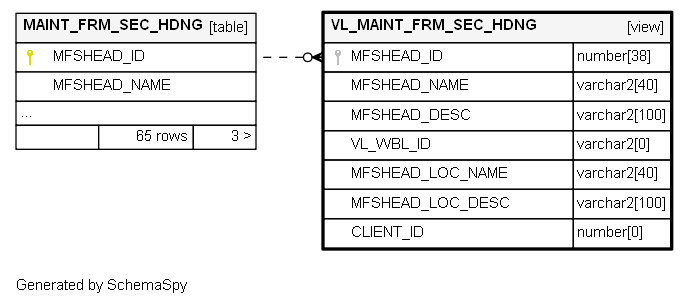 MAINT_FRM_SEC_HDNG [table]
MFSHEAD_ID
MFSHEAD_NAME
...
65 rows 3 >
VL_MAINT_FRM_SEC_HDNG [view]
MFSHEAD_ID number[38]
MFSHEAD_NAME varchar2[40]
MFSHEAD_DESC varchar2[100]
VL_WBL_ID varchar2[0]
MFSHEAD_LOC_NAME varchar2[40]
MFSHEAD_LOC_DESC varchar2[100]
CLIENT_ID number[0]
Generated by SchemaSpy